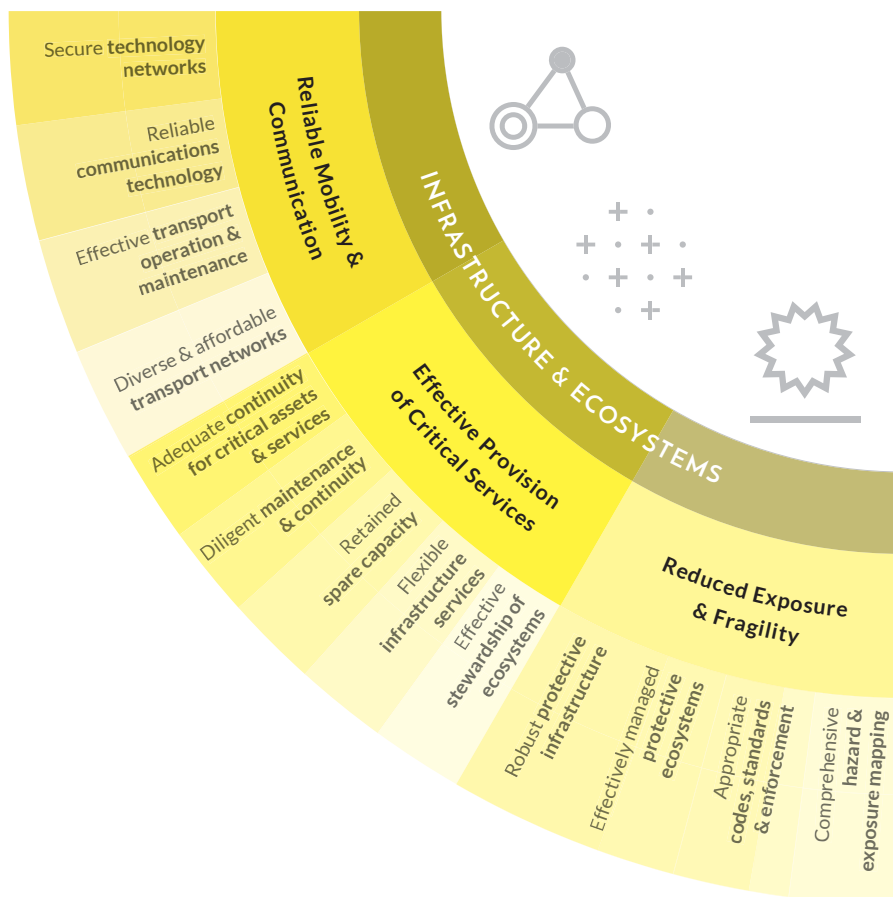 Secure technology
networks
Reliable
communications
technology
Effective transport
operation &
maintenance
Diverse & affordable
transport networks
Reliable Mobility &
Communication
INFRASTRUCTURE & ECOSYSTEMS
Adequate continuity
for critical assets
& services
Diligent maintenance
& continuity
Retained
spare capacity
Flexible
infrastructure
services
Effective
stewardship of
ecosystems
Effective Provision
of Critical Services
Reduced Exposure
& Fragility
Robust protective
infrastructure
Effectively managed
protective
ecosystems
Appropriate
codes, standards
& enforcement
Comprehensive
hazard &
exposure mapping